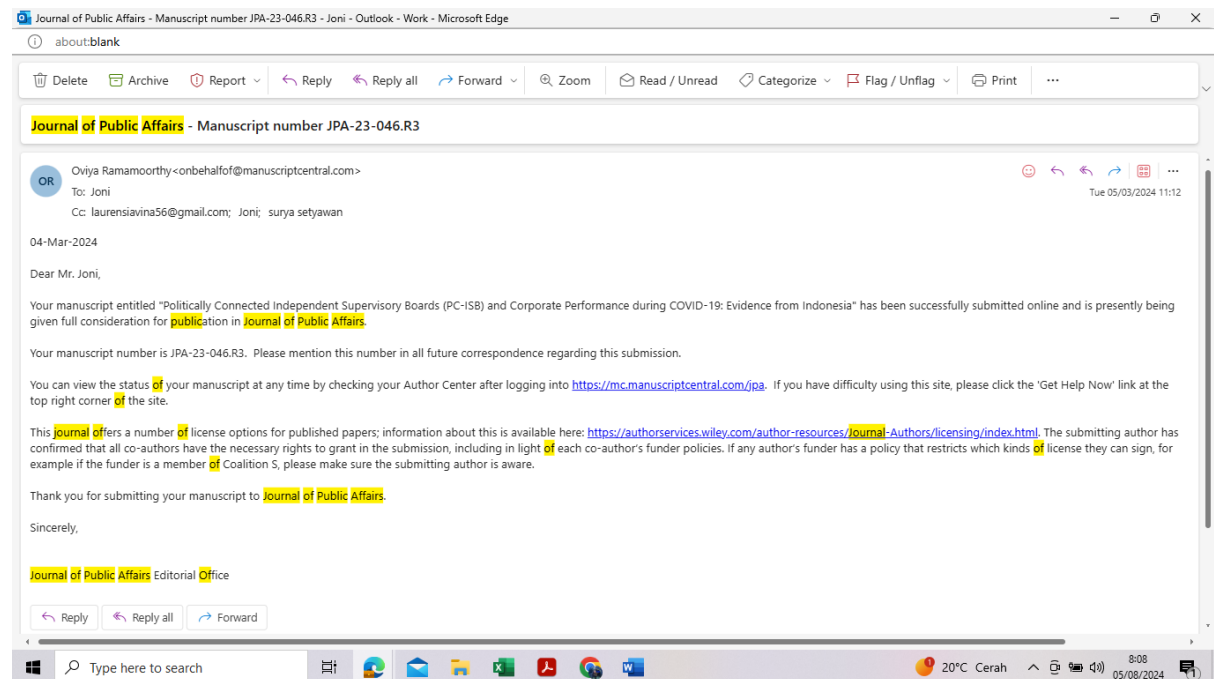 Journal of Public Affairs - Manuscript number JPA-23-046.R3 - Joni - Outlook - Work - Microsoft Edge
about:blank
Delete Archive Report Reply Reply all Forward Zoom Read / Unread Categorize Flag / Unflag Print
Journal of Public Affairs - Manuscript number JPA-23-046.R3
OR
Oviya Ramamoorthy<onbehalfof@manuscriptcentral.com>
To: Joni
Tue 05/03/2024 11:12
Cc: laurensiavina56@gmail.com; Joni; surya setyawan
04-Mar-2024
Dear Mr. Joni,
Your manuscript entitled "Politically Connected Independent Supervisory Boards (PC-ISB) and Corporate Performance during COVID-19: Evidence from Indonesia" has been successfully submitted online and is presently being
given full consideration for publication in Journal of Public Affairs.
Your manuscript number is JPA-23-046.R3. Please mention this number in all future correspondence regarding this submission.
You can view the status of your manuscript at any time by checking your Author Center after logging into https://mc.manuscriptcentral.com/jpa. If you have difficulty using this site, please click the 'Get Help Now' link at the
top right corner of the site.
This journal offers a number of license options for published papers; information about this is available here: https://authorservices.wiley.com/author-resources/Journal-Authors/licensing/index.html. The submitting author has
confirmed that all co-authors have the necessary rights to grant in the submission, including in light of each co-author's funder policies. If any author's funder has a policy that restricts which kinds of license they can sign, for
example if the funder is a member of Coalition S, please make sure the submitting author is aware.
Thank you for submitting your manuscript to Journal of Public Affairs.
Sincerely,
Journal of Public Affairs Editorial Office
Reply Reply all Forward
Type here to search
20°C Cerah
8:08
05/08/2024